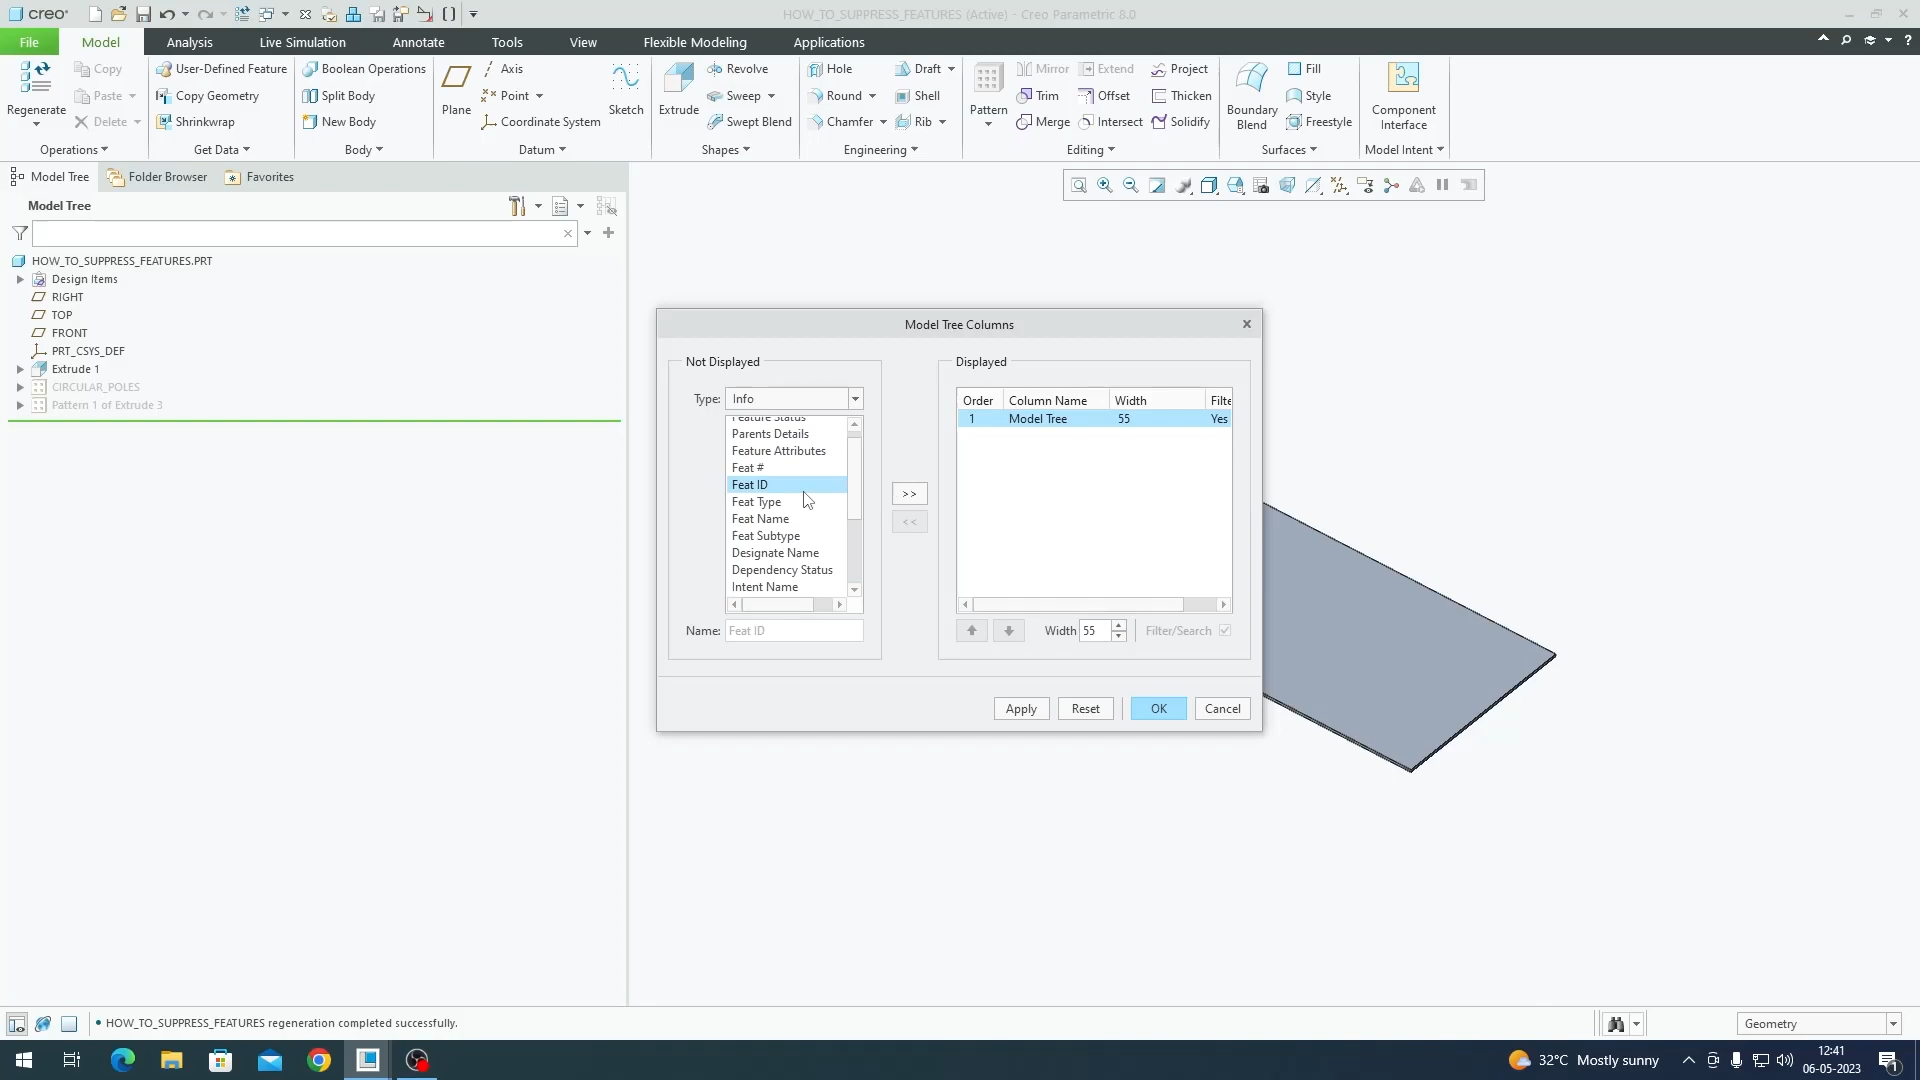 creo
HOW_TO_SUPPRESS_FEATURES (Active) - Creo Parametric 8.0
File Model Analysis Live Simulation Annotate Tools View Flexible Modeling Applications
Regenerate
Copy
Paste
Delete
Operations
User-Defined Feature
Copy Geometry
Shrinkwrap
Get Data
Boolean Operations
Split Body
New Body
Body
Plane
Axis
Point
Coordinate System
Sketch
Datum
Extrude
Revolve
Sweep
Swept Blend
Shapes
Hole
Round
Chamfer
Draft
Shell
Rib
Engineering
Pattern
Mirror
Trim
Merge
Extend
Offset
Intersect
Project
Thicken
Solidify
Editing
Boundary
Blend
Fill
Style
Freestyle
Surfaces
Component
Interface
Model Intent
Model Tree Folder Browser Favorites
Model Tree
HOW_TO_SUPPRESS_FEATURES.PRT
Design Items
RIGHT
TOP
FRONT
PRT_CSYS_DEF
Extrude 1
CIRCULAR_POLES
Pattern 1 of Extrude 3
Model Tree Columns
Not Displayed
Type: Info
Feature Status
Parents Details
Feature Attributes
Feat #
Feat ID
Feat Type
Feat Name
Feat Subtype
Designate Name
Dependency Status
Intent Name
Name: Feat ID
>>
<<
Displayed
Order Column Name Width Filte
1 Model Tree 55 Yes
Width 55 Filter/Search
Apply Reset OK Cancel
• HOW_TO_SUPPRESS_FEATURES regeneration completed successfully.
Geometry
32°C Mostly sunny
12:41
06-05-2023
1